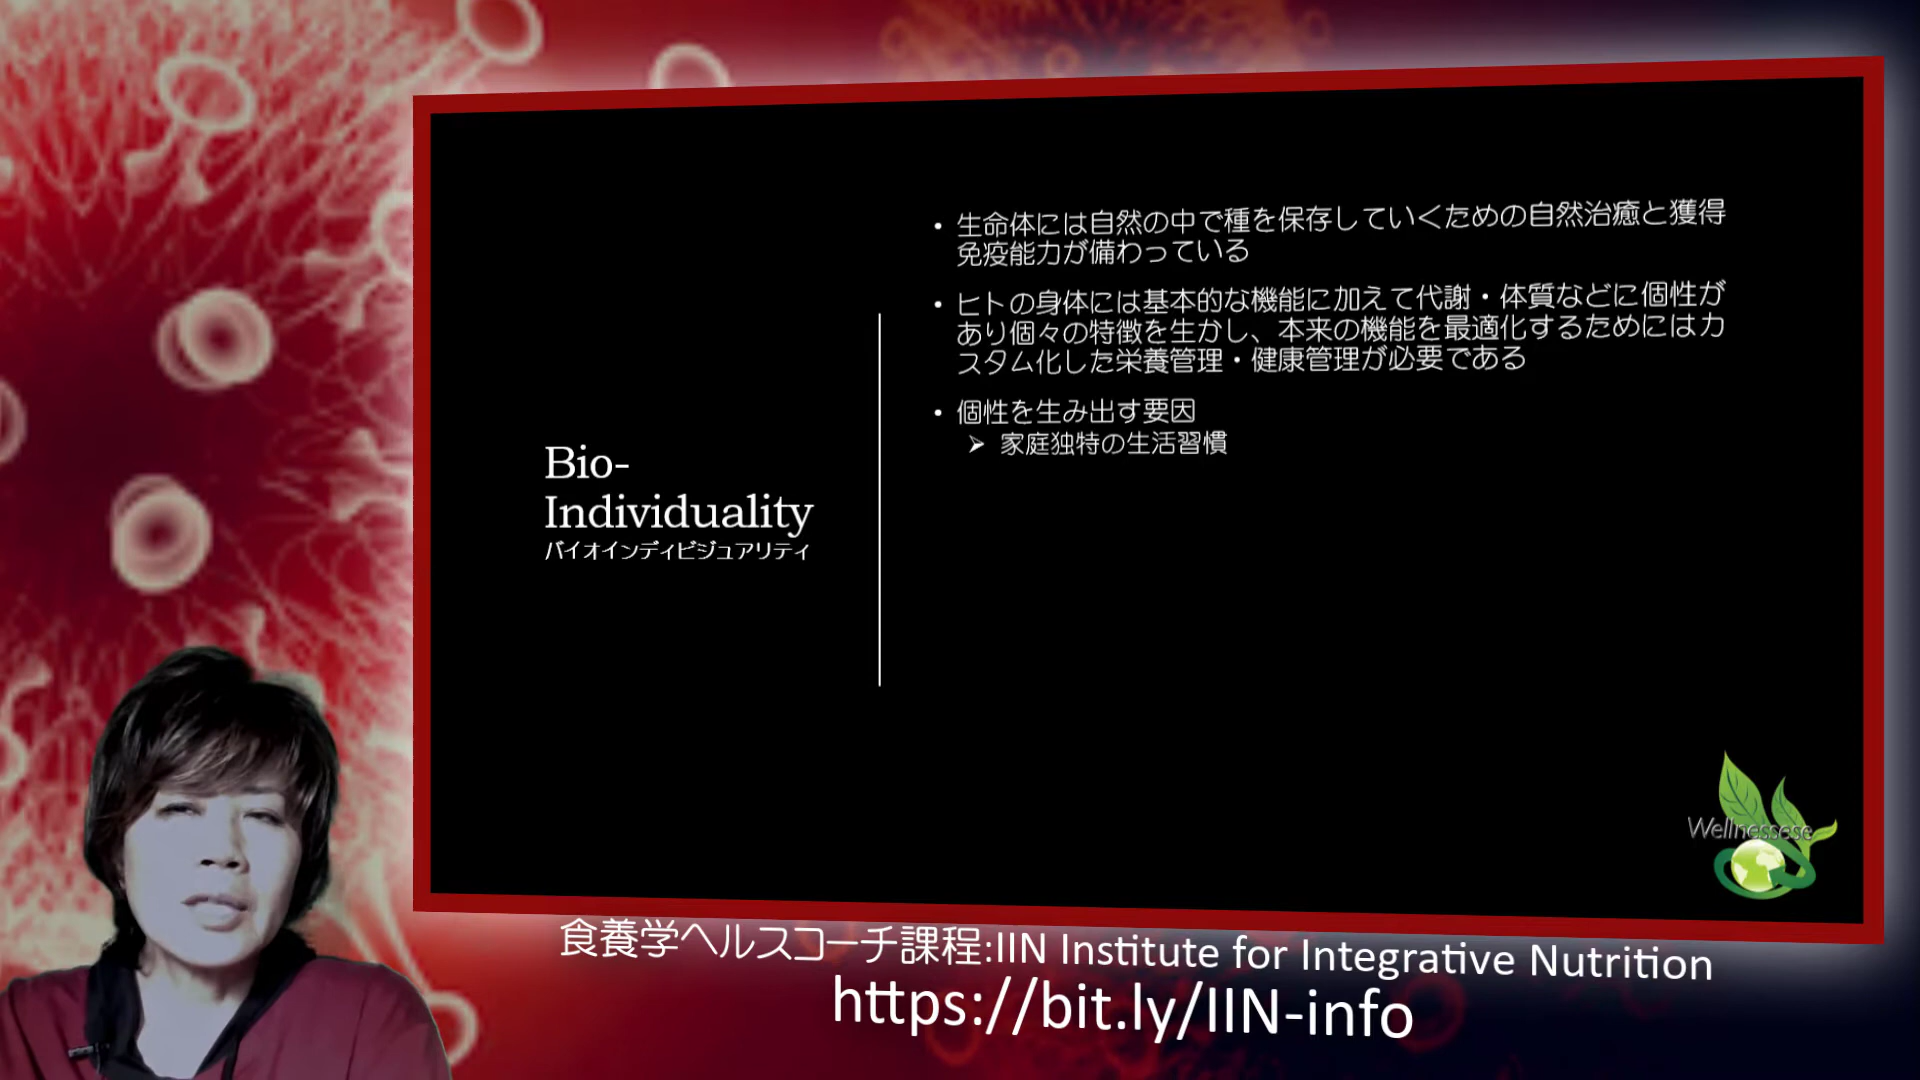 Bio-
Individuality
バイオインディビジュアリティ
• 生命体には自然の中で種を保存していくための自然治癒と獲得
免疫能力が備わっている
• ヒトの身体には基本的な機能に加えて代謝・体質などに個性が
あり個々の特徴を生かし、本来の機能を最適化するためにはカ
スタム化した栄養管理・健康管理が必要である
• 個性を生み出す要因
➢ 家庭独特の生活習慣
Wellnessese
食養学ヘルスコーチ課程:IIN Institute for Integrative Nutrition
https://bit.ly/IIN-info